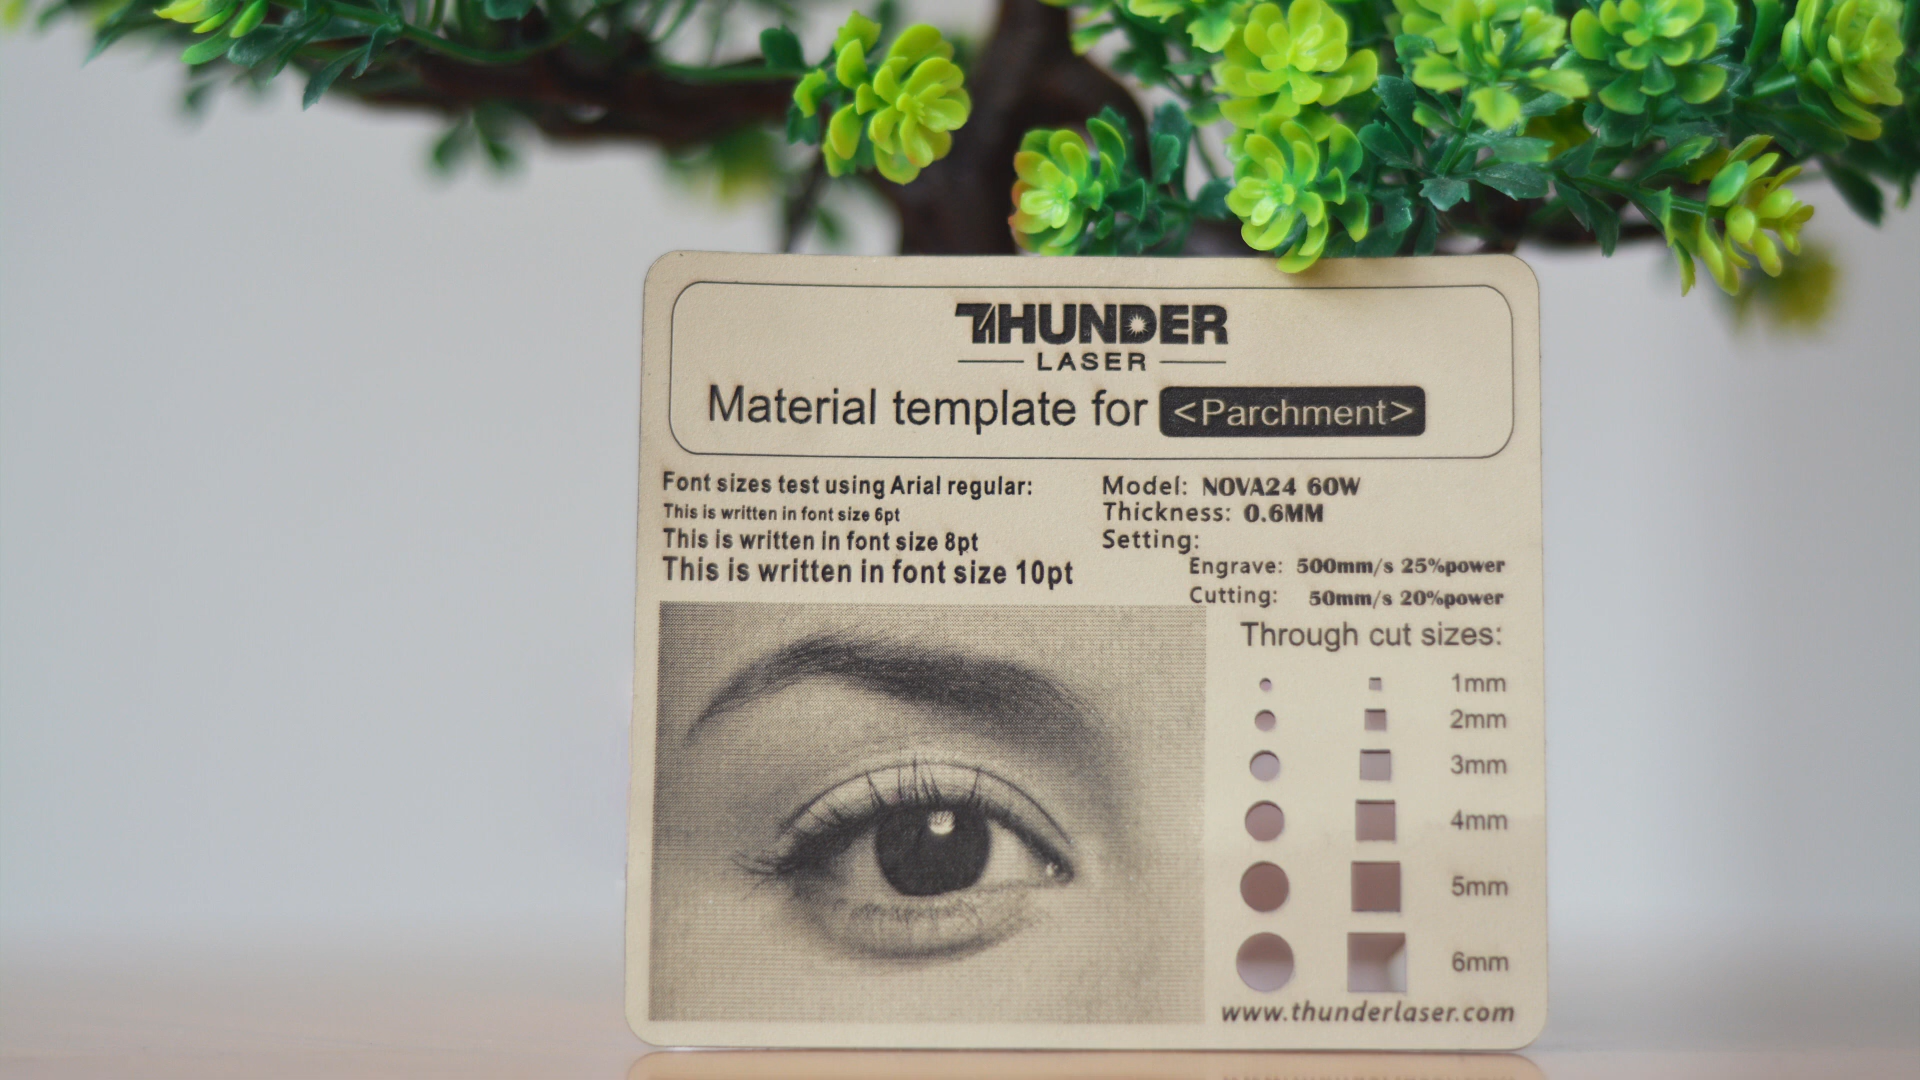 THUNDER
LASER
Material template for <Parchment>
Font sizes test using Arial regular:
This is written in font size 6pt
This is written in font size 8pt
This is written in font size 10pt
Model: NOVA24 60W
Thickness: 0.6MM
Setting:
Engrave: 500mm/s 25%power
Cutting: 50mm/s 20%power
Through cut sizes:
1mm
2mm
3mm
4mm
5mm
6mm
www.thunderlaser.com